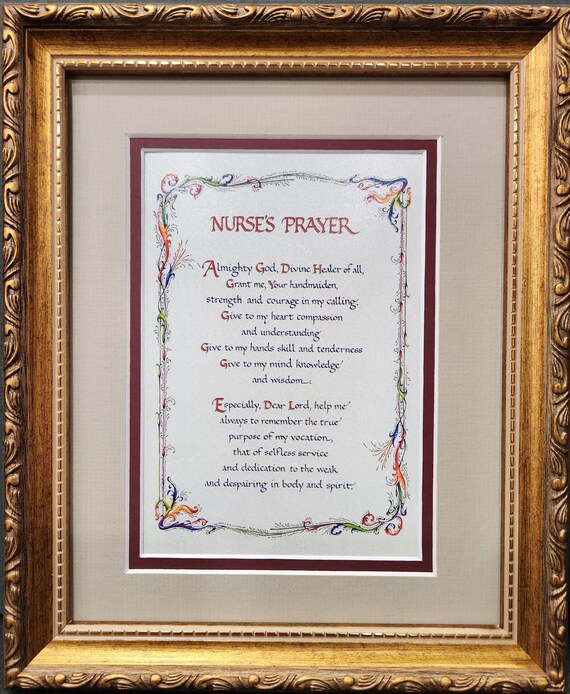 NURSE'S PRAYER
Almighty God, Divine Healer of all,
Grant me, Your handmaiden,
strength and courage in my calling.
Give to my heart compassion
and understanding
Give to my hands skill and tenderness
Give to my mind knowledge
and wisdom.
Especially, Dear Lord, help me
always to remember the true
purpose of my vocation,
that of selfless service
and dedication to the weak
and despairing in body and spirit.